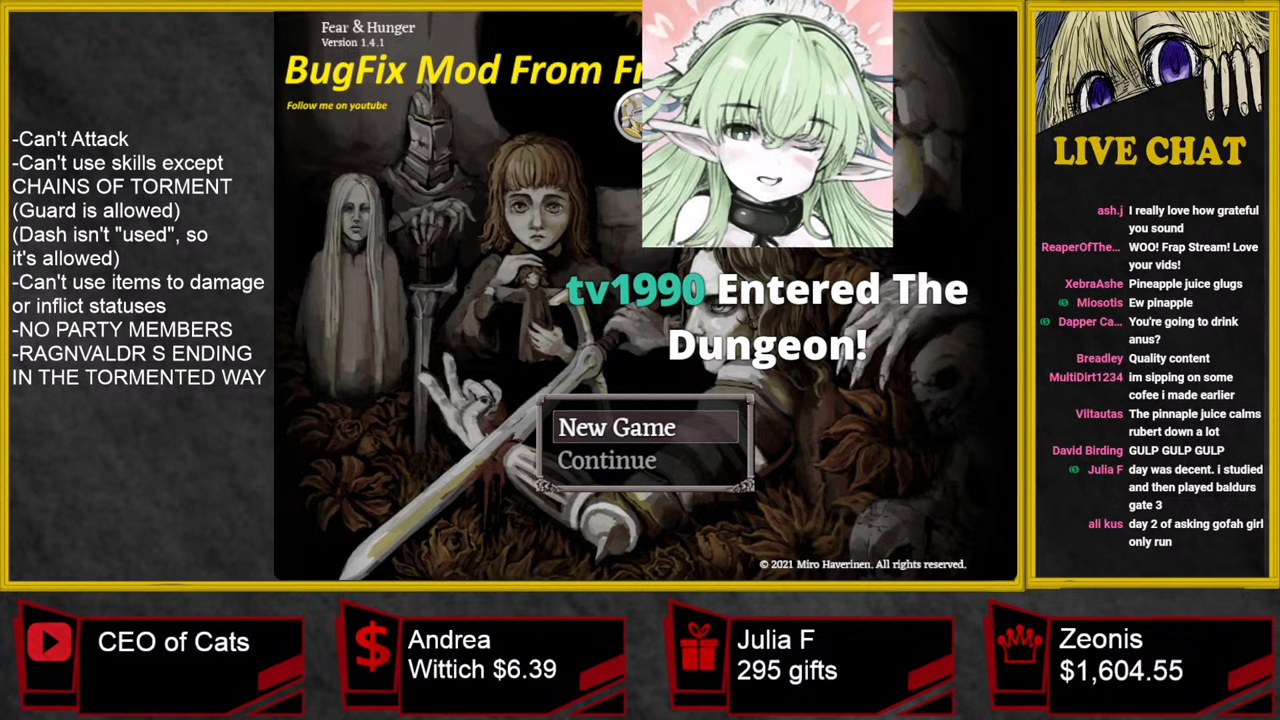 -Can't Attack
-Can't use skills except
CHAINS OF TORMENT
(Guard is allowed)
(Dash isn't "used", so
it's allowed)
-Can't use items to damage
or inflict statuses
-NO PARTY MEMBERS
-RAGNVALDR S ENDING
IN THE TORMENTED WAY
Fear & Hunger
Version 1.4.1
BugFix Mod From Fr
Follow me on youtube
tv1990 Entered The
Dungeon!
New Game
Continue
© 2021 Miro Haverinen. All rights reserved.
LIVE CHAT
ash.j I really love how grateful
you sound
ReaperOfThe... WOO! Frap Stream! Love
your vids!
XebraAshe Pineapple juice glugs
Miosotis Ew pinapple
Dapper Ca... You're going to drink
anus?
Breadley Quality content
MultiDirt1234 im sipping on some
cofee i made earlier
Viltautas The pinnaple juice calms
rubert down a lot
David Birding GULP GULP GULP
Julia F day was decent. i studied
and then played baldurs
gate 3
ali kus day 2 of asking gofah girl
only run
CEO of Cats
Andrea
Wittich $6.39
Julia F
295 gifts
Zeonis
$1,604.55